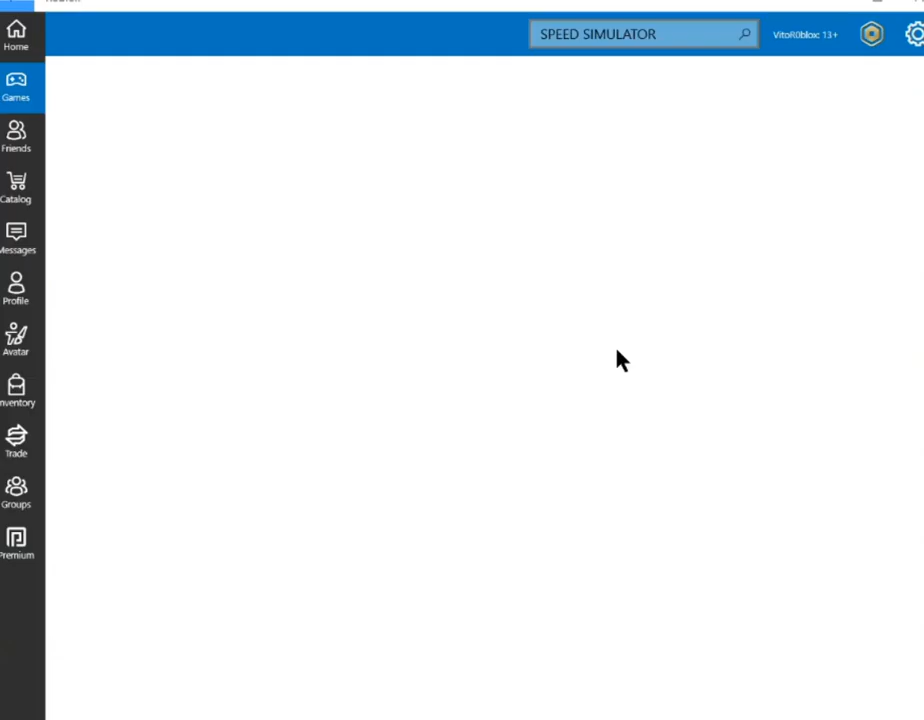 Home
SPEED SIMULATOR
VitoR0blox: 13+
Games
Friends
Catalog
Messages
Profile
Avatar
Inventory
Trade
Groups
Premium